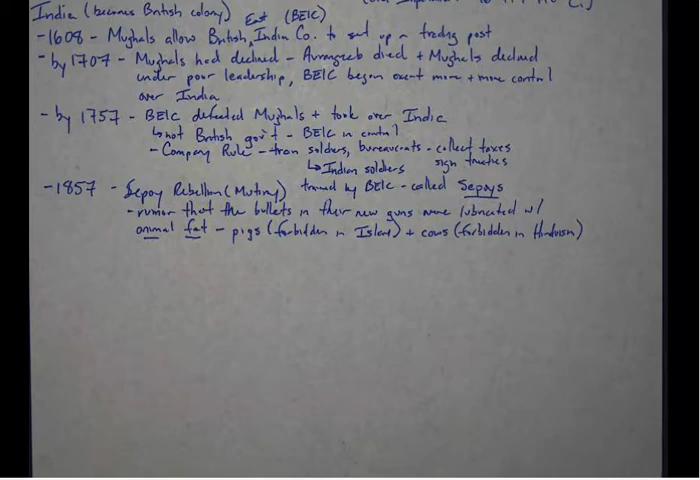 India (becomes British colony) East (BEIC)
-1608 - Mughals allow British, India Co. to set up a trading post
-by 1707 - Mughals had declined - Aurangzeb died + Mughals declined
under poor leadership, BEIC began exert more + more control
over India
-by 1757 - BEIC defeated Mughals + took over India
↳ not British gov't - BEIC in control
- Company Rule - train soldiers, bureaucrats - collect taxes
↳ Indian soldiers sign treaties
-1857 - Sepoy Rebellion (Mutiny) trained by BEIC - called Sepoys
- rumor that the bullets in their new guns were lubricated w/
animal fat - pigs (forbidden in Islam) + cows (forbidden in Hinduism)